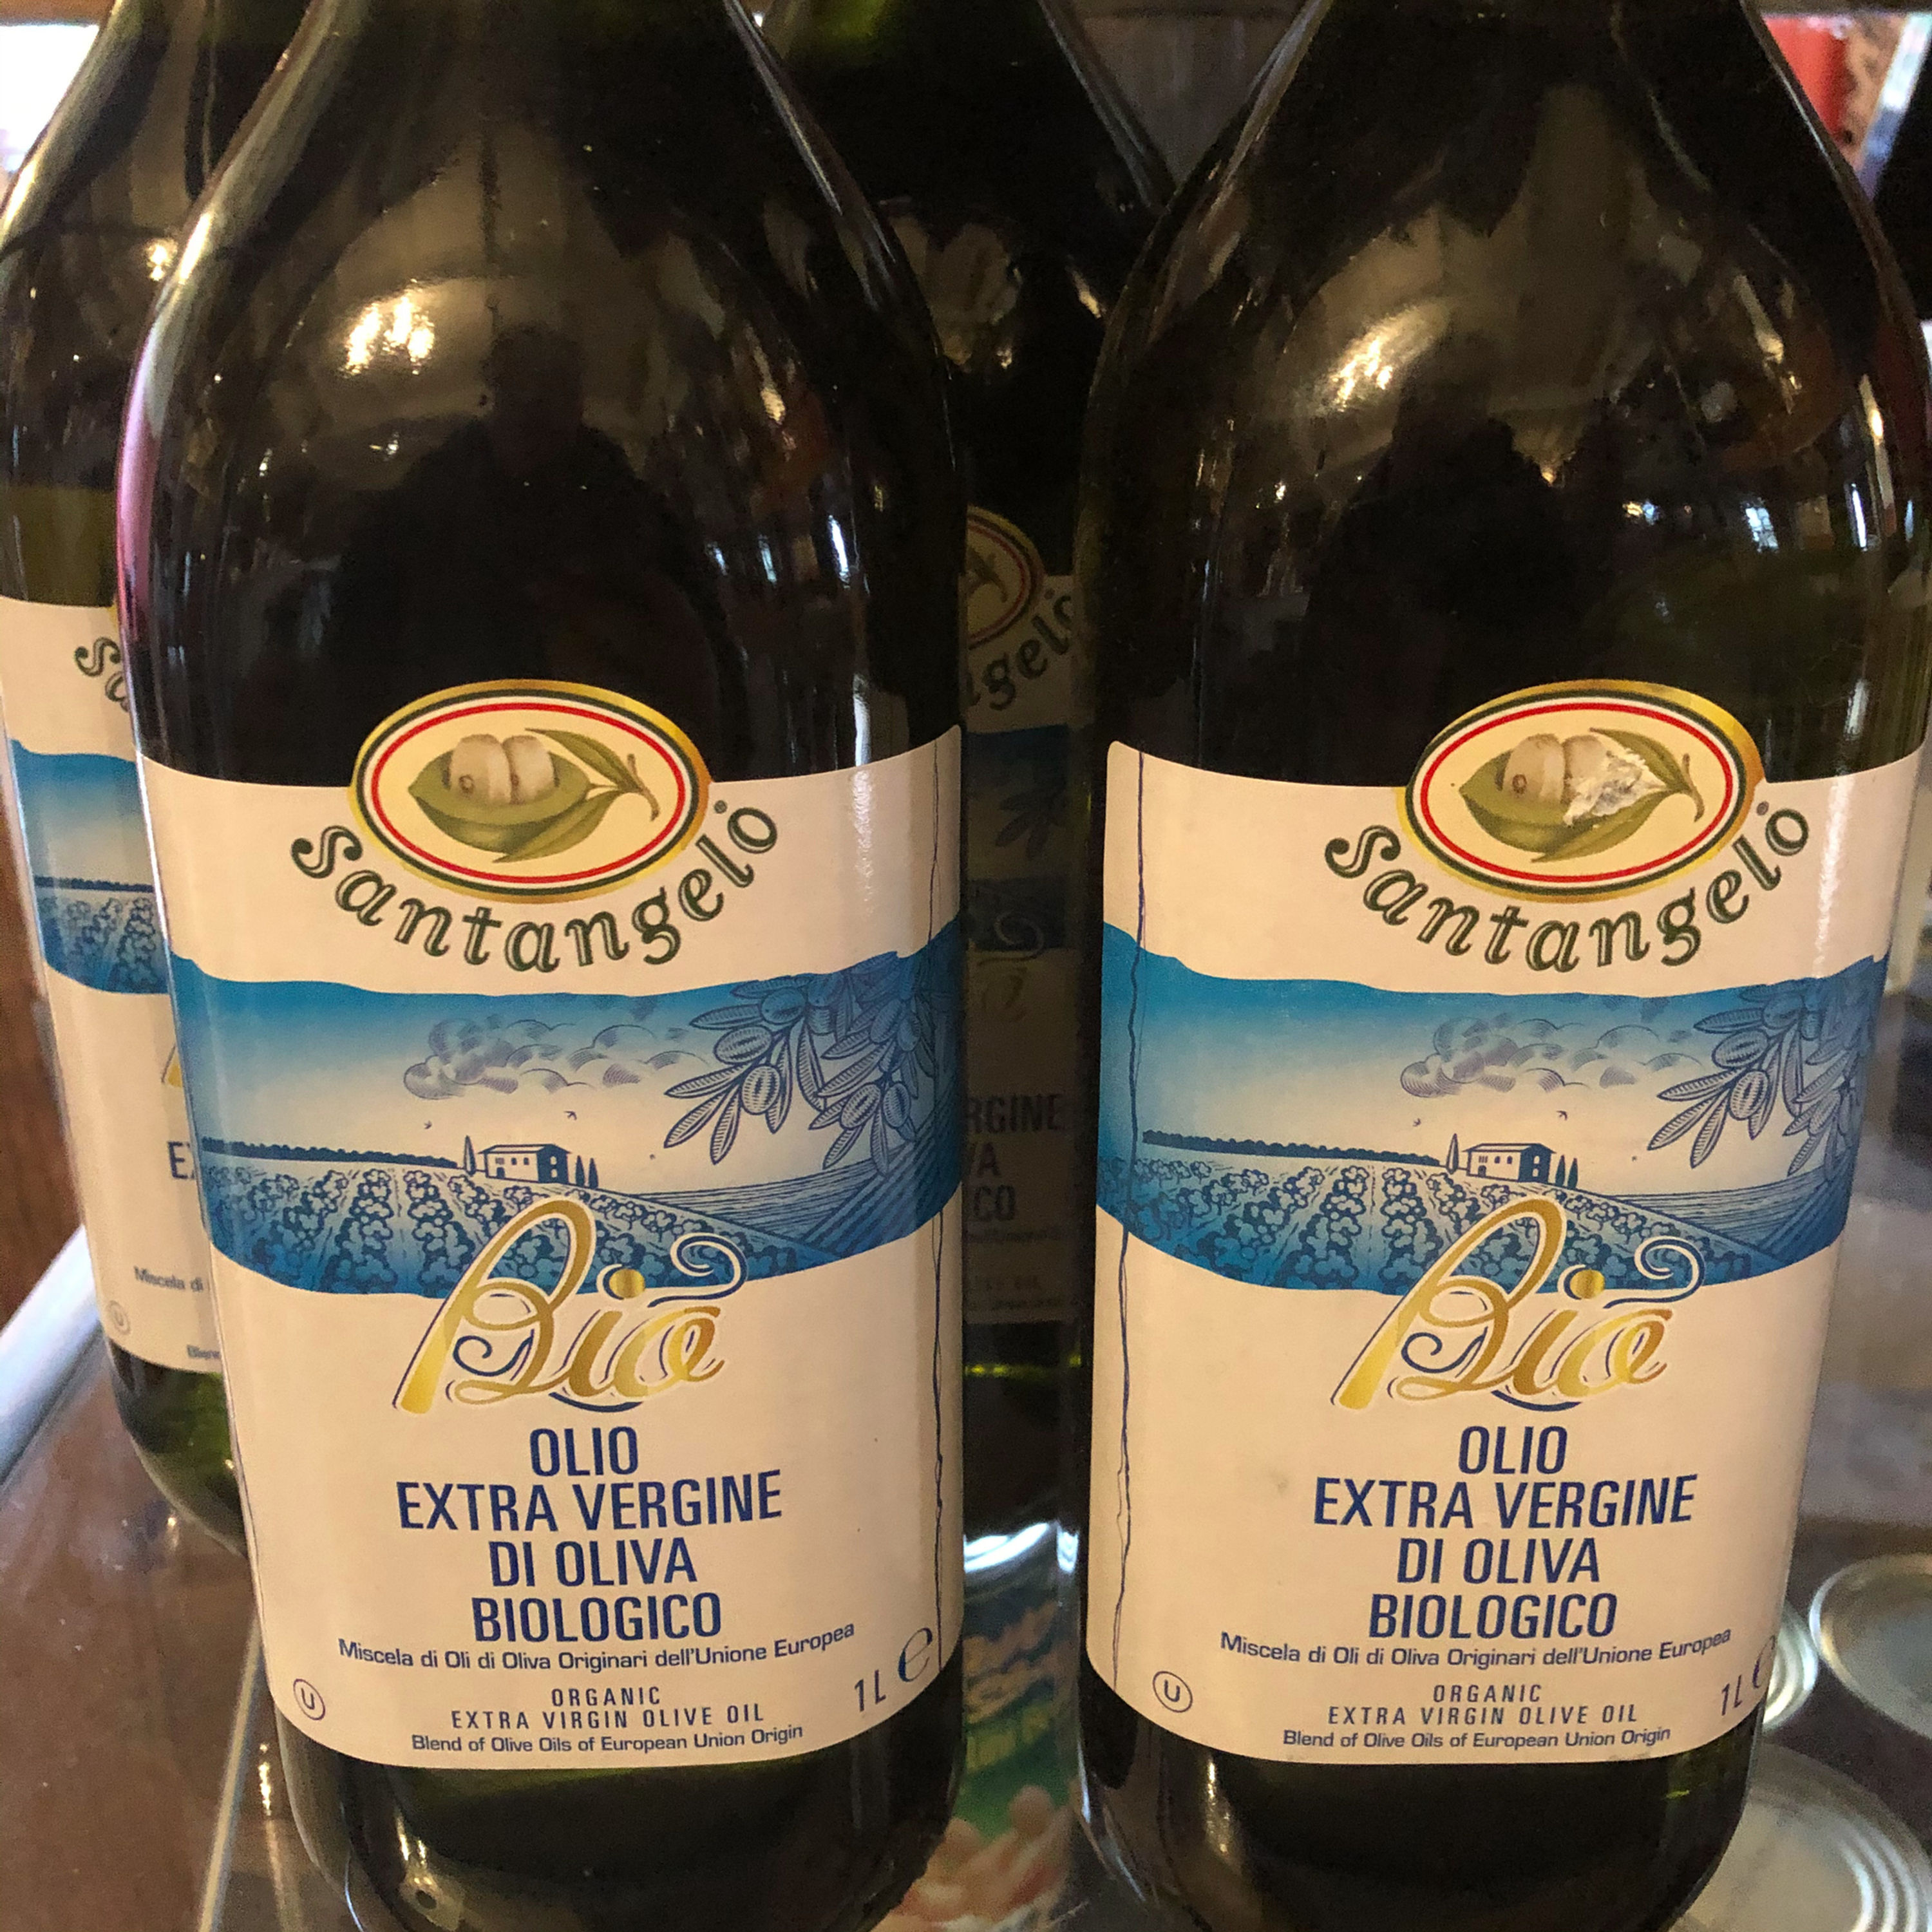 Santangelo
Bio
OLIO
EXTRA VERGINE
DI OLIVA
BIOLOGICO
Miscela di Oli di Oliva Originari dell'Unione Europea
U
ORGANIC
EXTRA VIRGIN OLIVE OIL
Blend of Olive Oils of European Union Origin
1L e
Santangelo
Bio
OLIO
EXTRA VERGINE
DI OLIVA
BIOLOGICO
Miscela di Oli di Oliva Originari dell'Unione Europea
U
ORGANIC
EXTRA VIRGIN OLIVE OIL
Blend of Olive Oils of European Union Origin
1L e
Miscela di
U